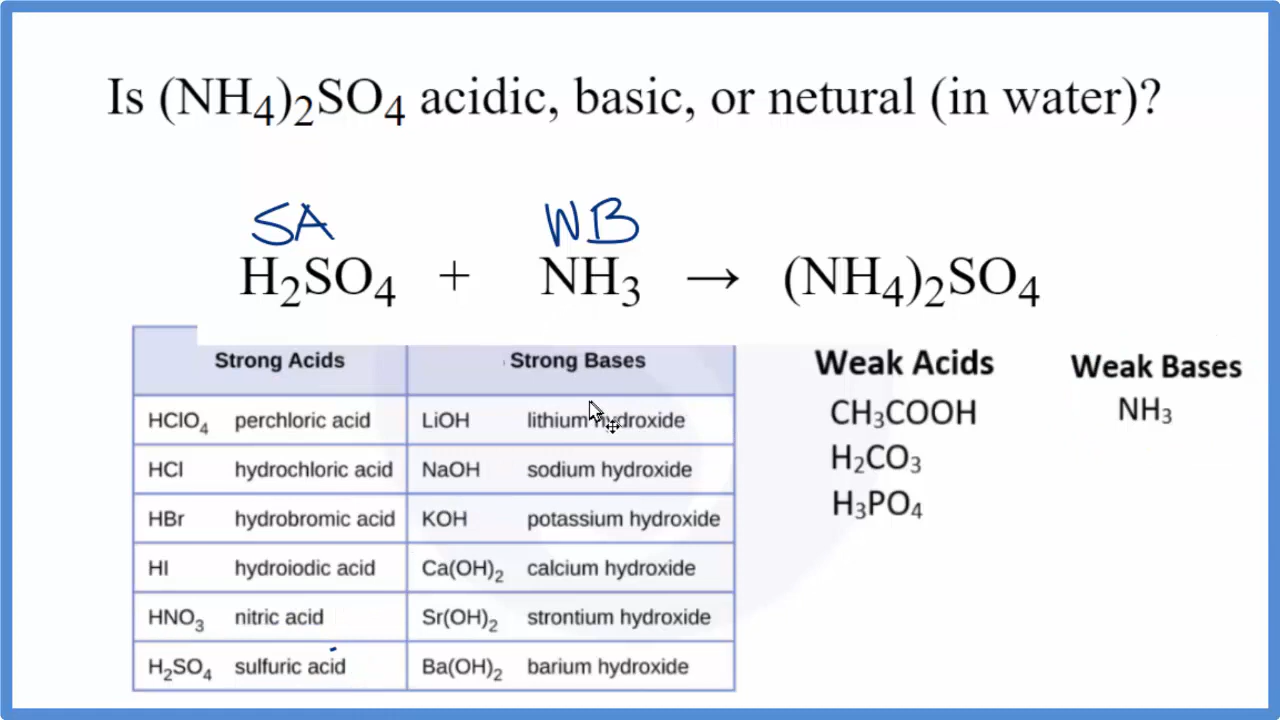 Is (NH₄)₂SO₄ acidic, basic, or netural (in water)?
SA WB
H₂SO₄ + NH₃ → (NH₄)₂SO₄
Strong Acids Strong Bases
HClO₄ perchloric acid LiOH lithium hydroxide
HCl hydrochloric acid NaOH sodium hydroxide
HBr hydrobromic acid KOH potassium hydroxide
HI hydroiodic acid Ca(OH)₂ calcium hydroxide
HNO₃ nitric acid Sr(OH)₂ strontium hydroxide
H₂SO₄ sulfuric acid Ba(OH)₂ barium hydroxide
Weak Acids
CH₃COOH
H₂CO₃
H₃PO₄
Weak Bases
NH₃